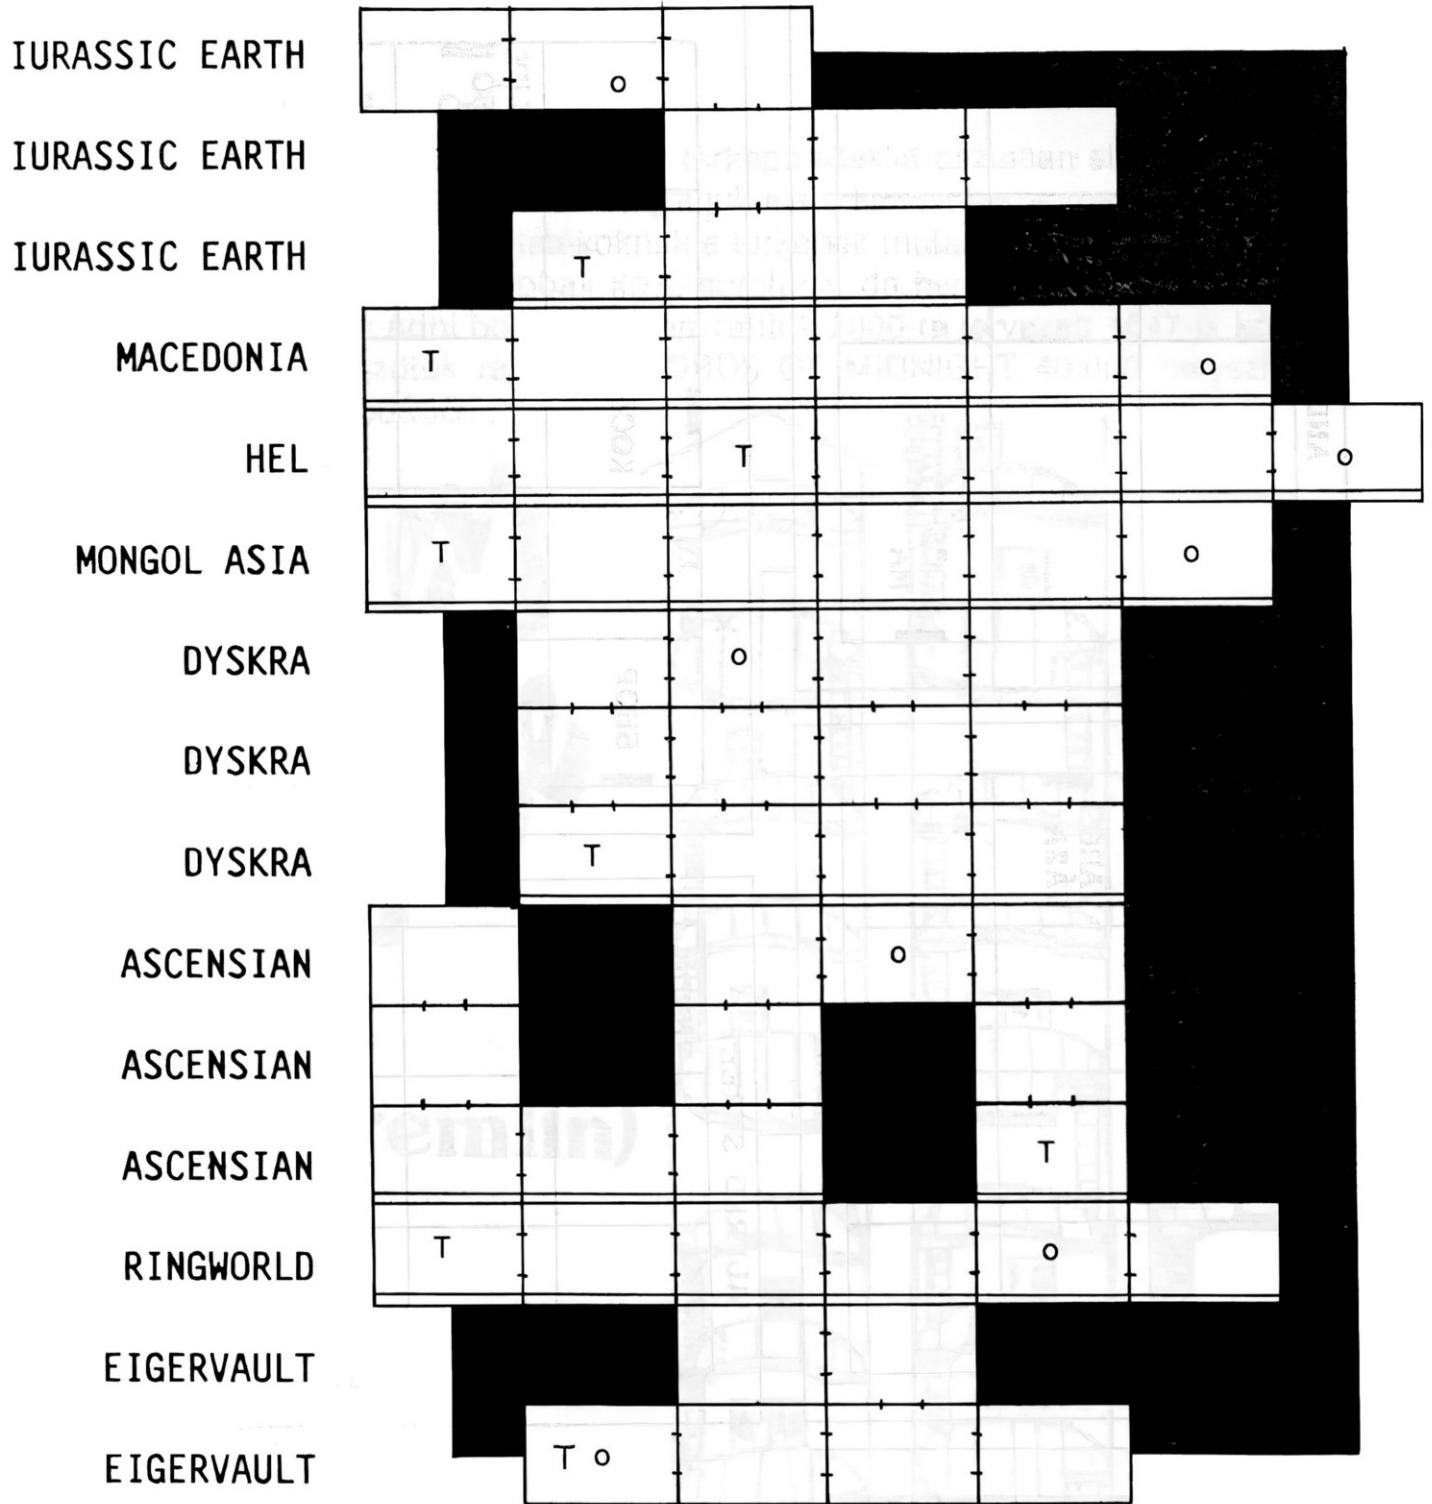 IURASSIC EARTH
O
IURASSIC EARTH
IURASSIC EARTH
T
MACEDONIA T O
HEL T O
MONGOL ASIA T O
DYSKRA O
DYSKRA
DYSKRA T
ASCENSIAN O
ASCENSIAN
ASCENSIAN T
RINGWORLD T O
EIGERVAULT
EIGERVAULT T O